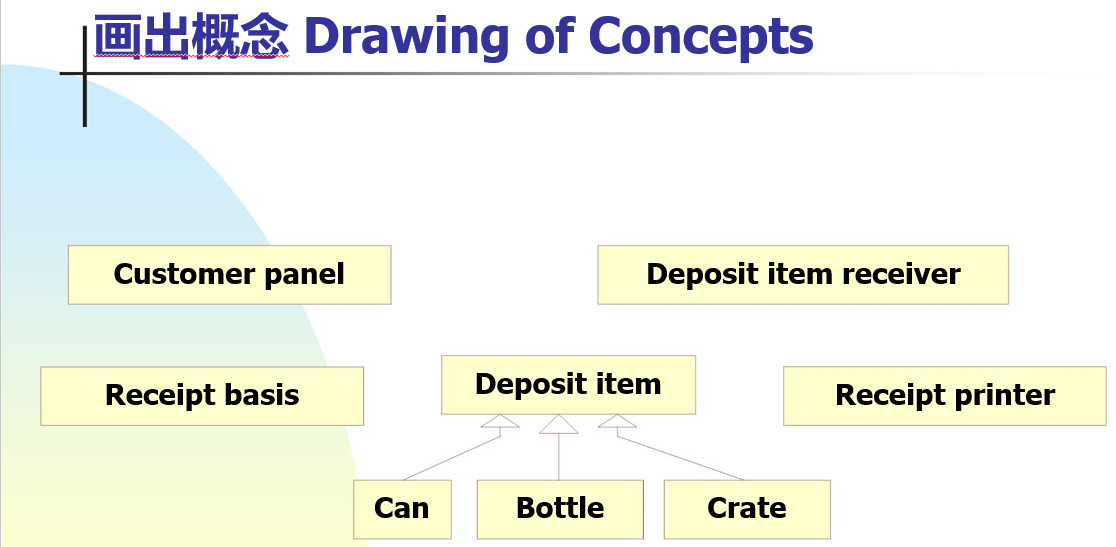 画出概念 Drawing of Concepts
Customer panel
Deposit item receiver
Receipt basis
Deposit item
Receipt printer
Can
Bottle
Crate